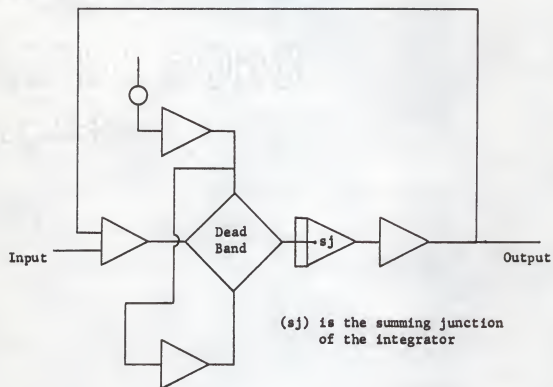 Dead
Band
sj
Input
Output
(sj) is the summing junction
of the integrator